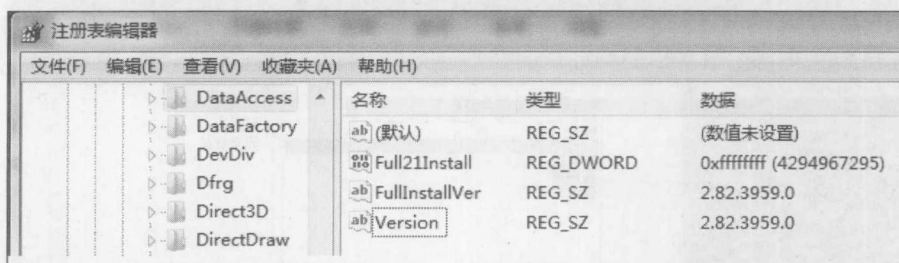 注册表编辑器
文件(F) 编辑(E) 查看(V) 收藏夹(A) 帮助(H)
DataAccess
DataFactory
DevDiv
Dfrg
Direct3D
DirectDraw
名称 类型 数据
(默认) REG_SZ (数值未设置)
Full21Install REG_DWORD 0xffffffff (4294967295)
FullInstallVer REG_SZ 2.82.3959.0
Version REG_SZ 2.82.3959.0